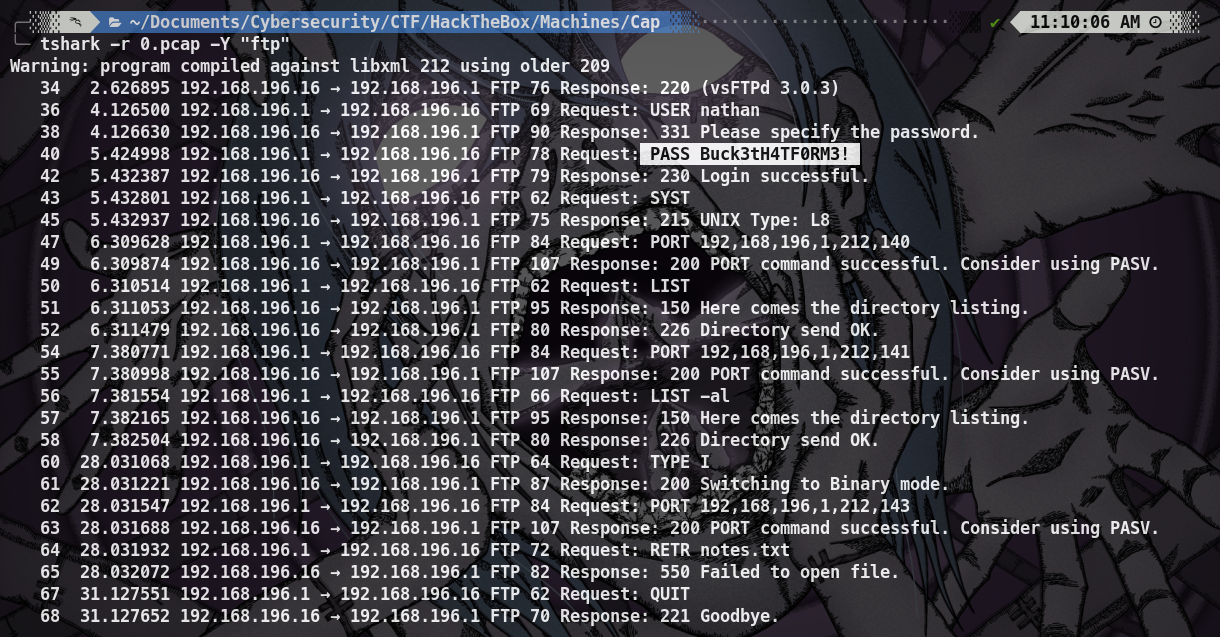 ~/Documents/Cybersecurity/CTF/HackTheBox/Machines/Cap 11:10:06 AM
tshark -r 0.pcap -Y "ftp"
Warning: program compiled against libxml 212 using older 209
34 2.626895 192.168.196.16 → 192.168.196.1 FTP 76 Response: 220 (vsFTPd 3.0.3)
36 4.126500 192.168.196.1 → 192.168.196.16 FTP 69 Request: USER nathan
38 4.126630 192.168.196.16 → 192.168.196.1 FTP 90 Response: 331 Please specify the password.
40 5.424998 192.168.196.1 → 192.168.196.16 FTP 78 Request: PASS Buck3tH4TF0RM3!
42 5.432387 192.168.196.16 → 192.168.196.1 FTP 79 Response: 230 Login successful.
43 5.432801 192.168.196.1 → 192.168.196.16 FTP 62 Request: SYST
45 5.432937 192.168.196.16 → 192.168.196.1 FTP 75 Response: 215 UNIX Type: L8
47 6.309628 192.168.196.1 → 192.168.196.16 FTP 84 Request: PORT 192,168,196,1,212,140
49 6.309874 192.168.196.16 → 192.168.196.1 FTP 107 Response: 200 PORT command successful. Consider using PASV.
50 6.310514 192.168.196.1 → 192.168.196.16 FTP 62 Request: LIST
51 6.311053 192.168.196.16 → 192.168.196.1 FTP 95 Response: 150 Here comes the directory listing.
52 6.311479 192.168.196.16 → 192.168.196.1 FTP 80 Response: 226 Directory send OK.
54 7.380771 192.168.196.1 → 192.168.196.16 FTP 84 Request: PORT 192,168,196,1,212,141
55 7.380998 192.168.196.16 → 192.168.196.1 FTP 107 Response: 200 PORT command successful. Consider using PASV.
56 7.381554 192.168.196.1 → 192.168.196.16 FTP 66 Request: LIST -al
57 7.382165 192.168.196.16 → 192.168.196.1 FTP 95 Response: 150 Here comes the directory listing.
58 7.382504 192.168.196.16 → 192.168.196.1 FTP 80 Response: 226 Directory send OK.
60 28.031068 192.168.196.1 → 192.168.196.16 FTP 64 Request: TYPE I
61 28.031221 192.168.196.16 → 192.168.196.1 FTP 87 Response: 200 Switching to Binary mode.
62 28.031547 192.168.196.1 → 192.168.196.16 FTP 84 Request: PORT 192,168,196,1,212,143
63 28.031688 192.168.196.16 → 192.168.196.1 FTP 107 Response: 200 PORT command successful. Consider using PASV.
64 28.031932 192.168.196.1 → 192.168.196.16 FTP 72 Request: RETR notes.txt
65 28.032072 192.168.196.16 → 192.168.196.1 FTP 82 Response: 550 Failed to open file.
67 31.127551 192.168.196.1 → 192.168.196.16 FTP 62 Request: QUIT
68 31.127652 192.168.196.16 → 192.168.196.1 FTP 70 Response: 221 Goodbye.